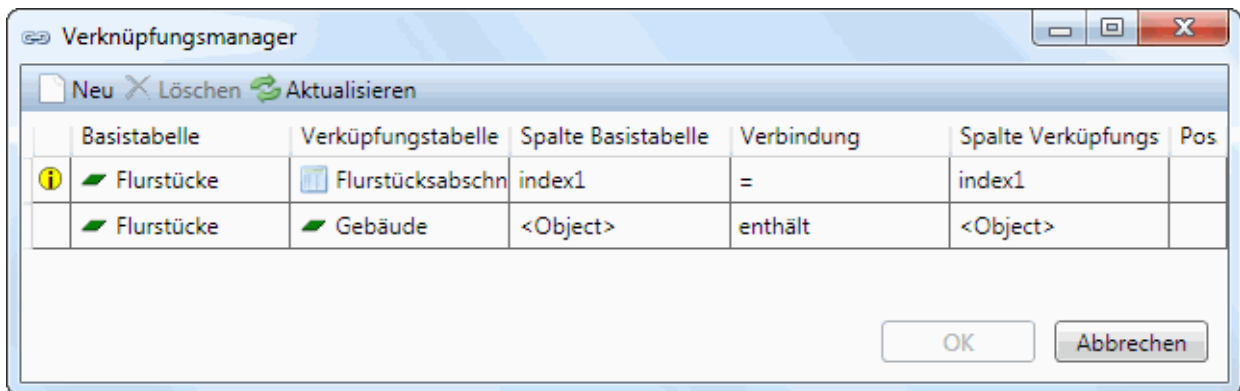 Verknüpfungsmanager
Neu Löschen Aktualisieren
Basistabelle Verküpfungstabelle Spalte Basistabelle Verbindung Spalte Verküpfungs Pos.
Flurstücke Flurstücksabschn index1 = index1
Flurstücke Gebäude <Object> enthält <Object>
OK Abbrechen